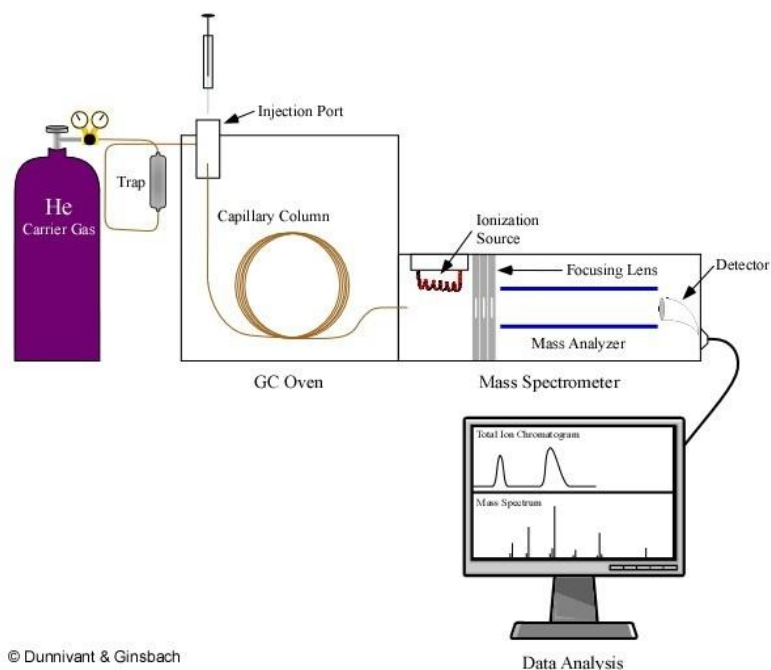 Injection Port
Trap
He
Carrier Gas
Capillary Column
Ionization
Source
Focusing Lens
Detector
Mass Analyzer
GC Oven
Mass Spectrometer
Total Ion Chromatogram
Mass Spectrum
Data Analysis
© Dunnivant & Ginsbach